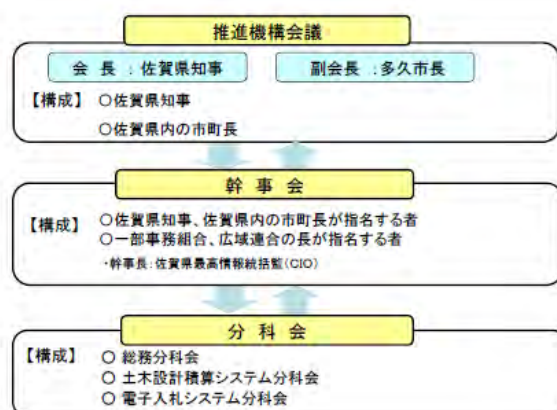 推進機構会議
会 長 ：佐賀県知事　副会長 ：多久市長
【構成】 ○佐賀県知事
○佐賀県内の市町長
幹 事 会
【構成】 ○佐賀県知事、佐賀県内の市町長が指名する者
○一部事務組合、広域連合の長が指名する者
・幹事長：佐賀県最高情報統括監（CIO）
分 科 会
【構成】 ○ 総務分科会
○ 土木設計積算システム分科会
○ 電子入札システム分科会